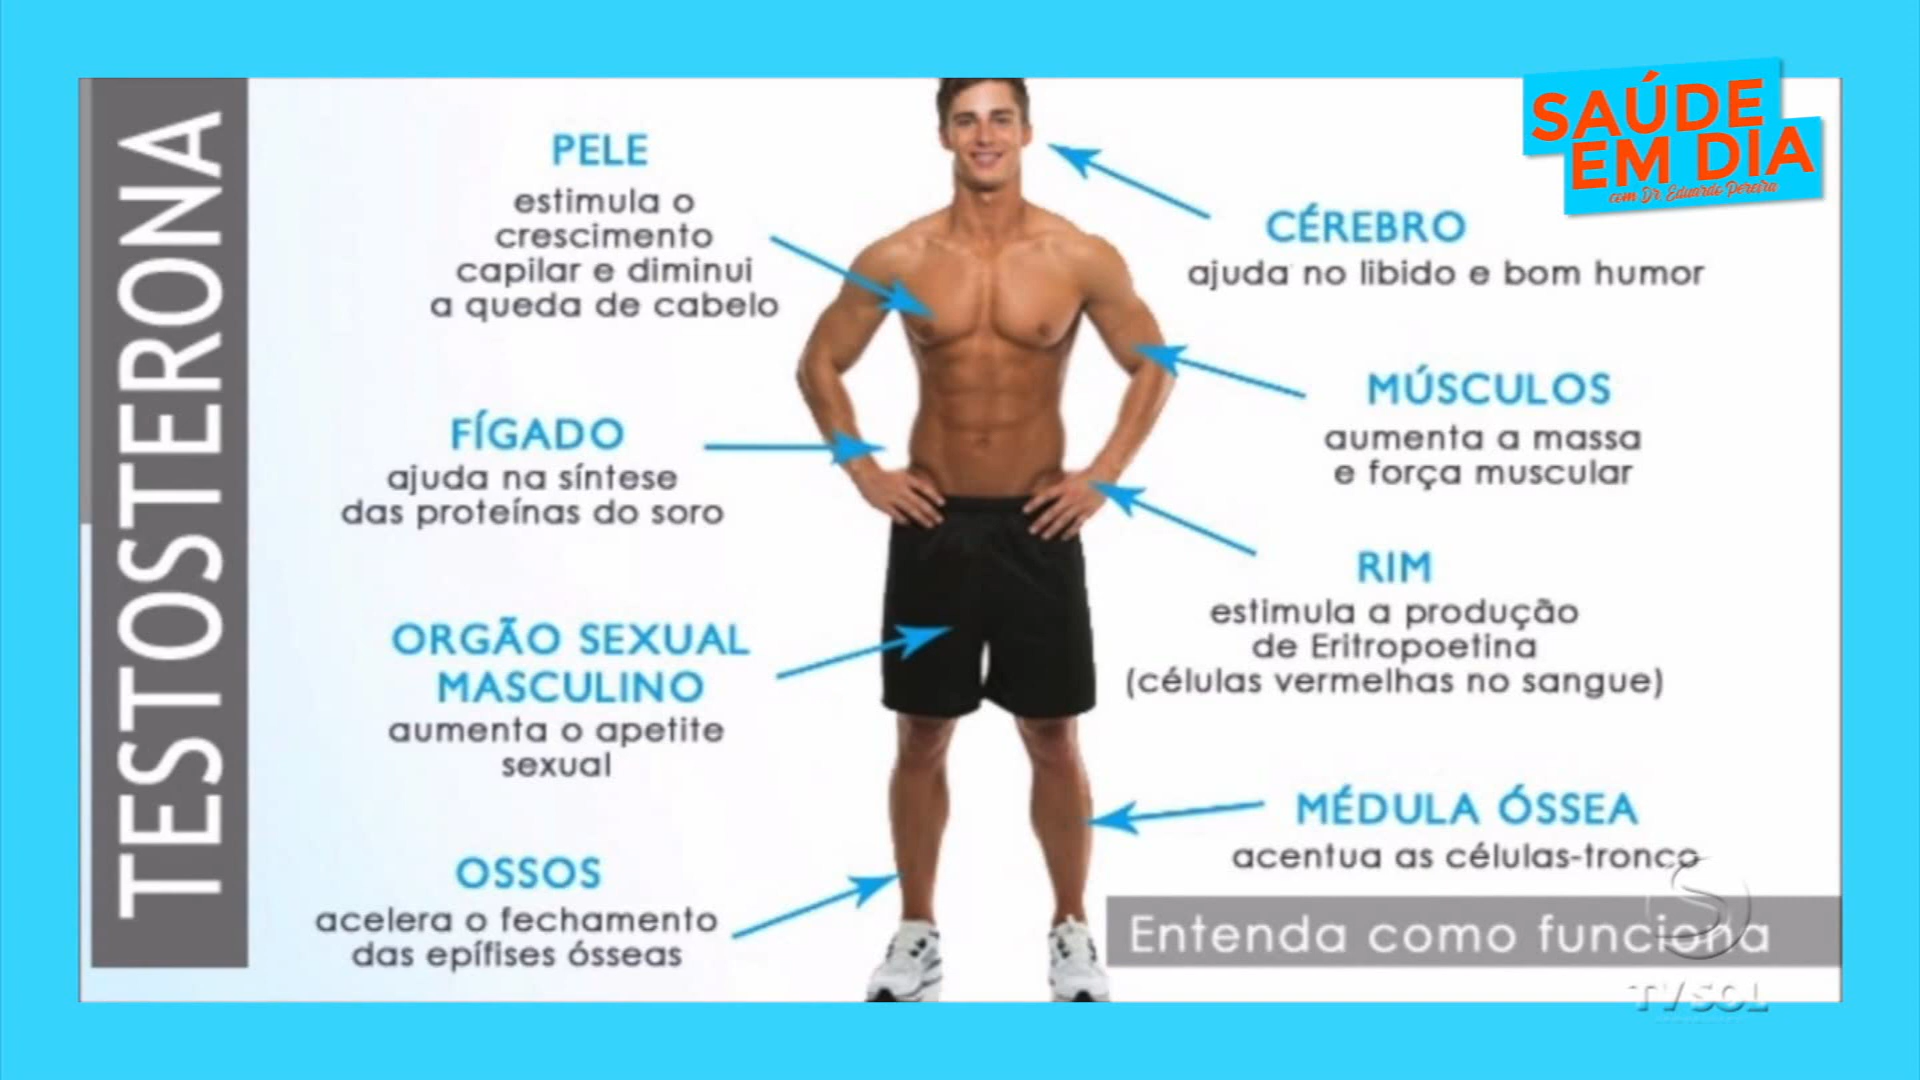 TESTOSTERONA
SAÚDE
EM DIA
com Dr. Eduardo Pereira
PELE
estimula o
crescimento
capilar e diminui
a queda de cabelo
CÉREBRO
ajuda no libido e bom humor
MÚSCULOS
aumenta a massa
e força muscular
FÍGADO
ajuda na síntese
das proteínas do soro
RIM
estimula a produção
de Eritropoetina
(células vermelhas no sangue)
ORGÃO SEXUAL
MASCULINO
aumenta o apetite
sexual
MÉDULA ÓSSEA
acentua as células-tronco
OSSOS
acelera o fechamento
das epífises ósseas
Entenda como funciona
TV SOL